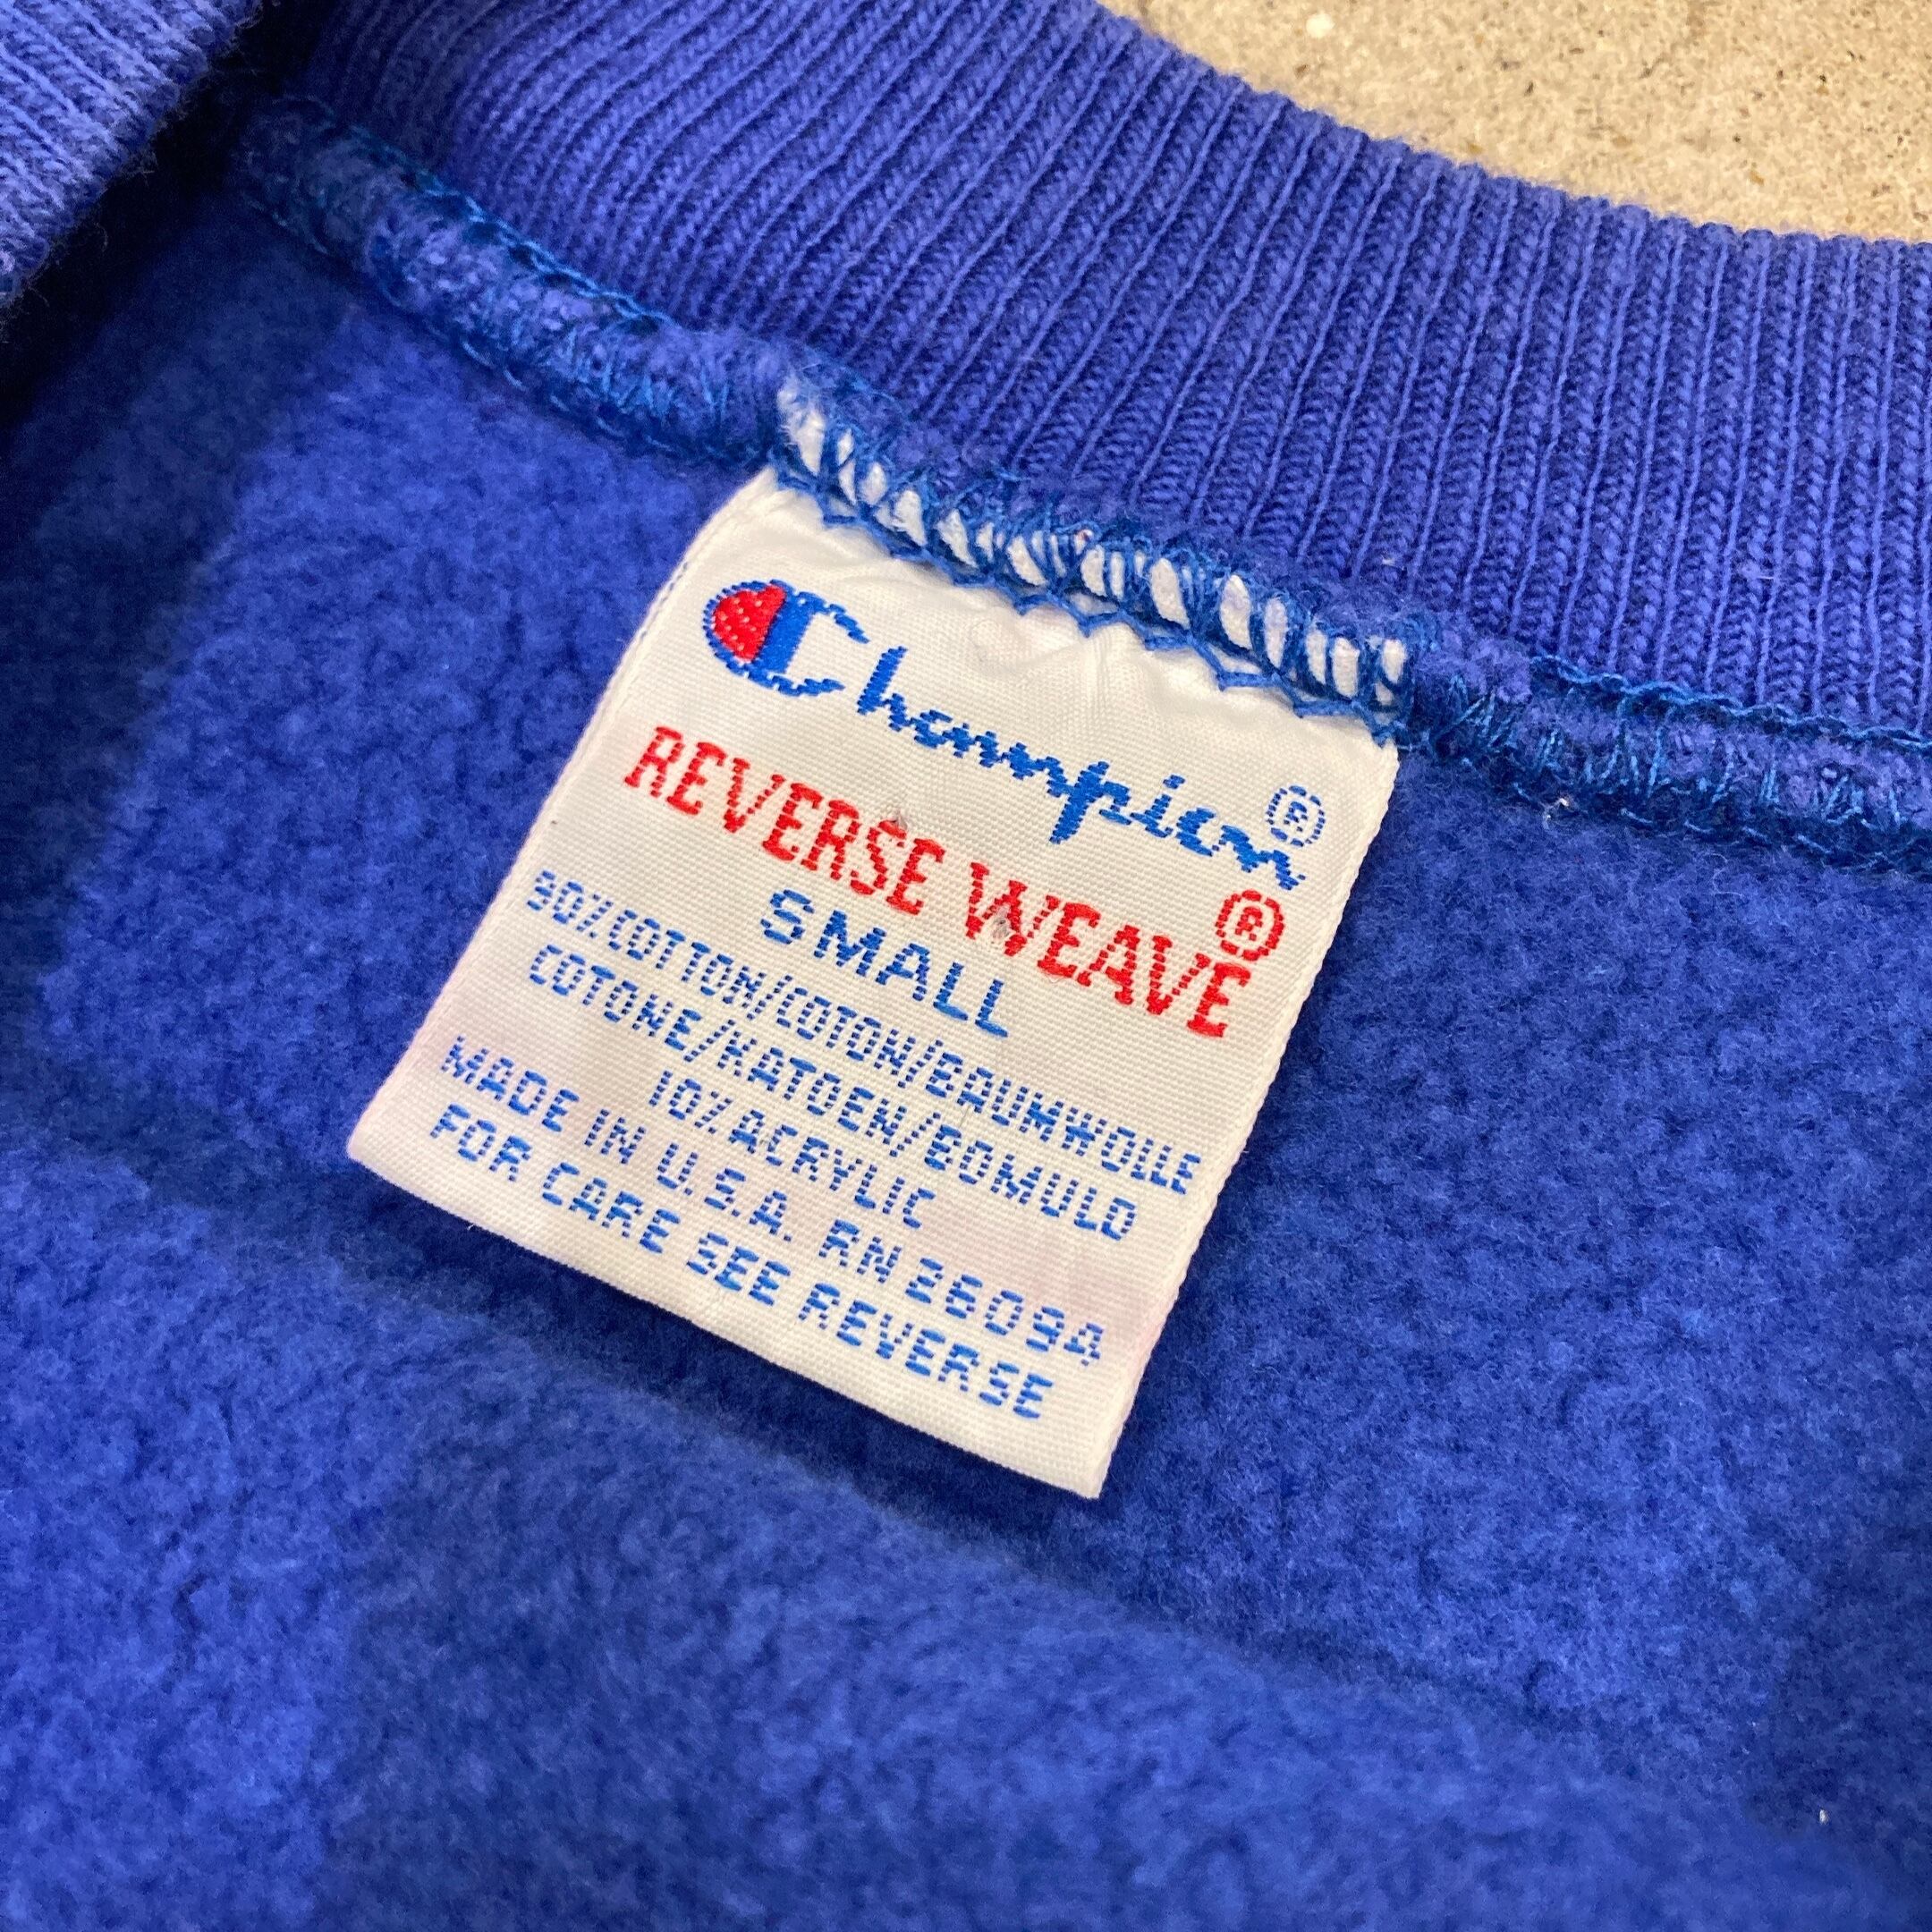 Champion®
REVERSE WEAVE®
SMALL
90%COTTON/COTON/BAUMWOLLE
COTONE/KATOEN/BOMULD
10%ACRYLIC
MADE IN U.S.A. RN 26094
FOR CARE SEE REVERSE